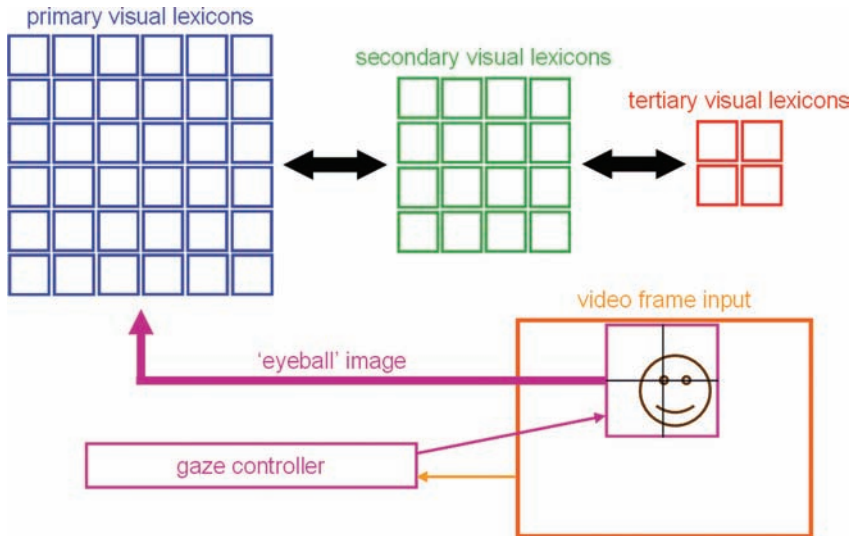 primary visual lexicons
secondary visual lexicons
tertiary visual lexicons
video frame input
'eyeball' image
gaze controller